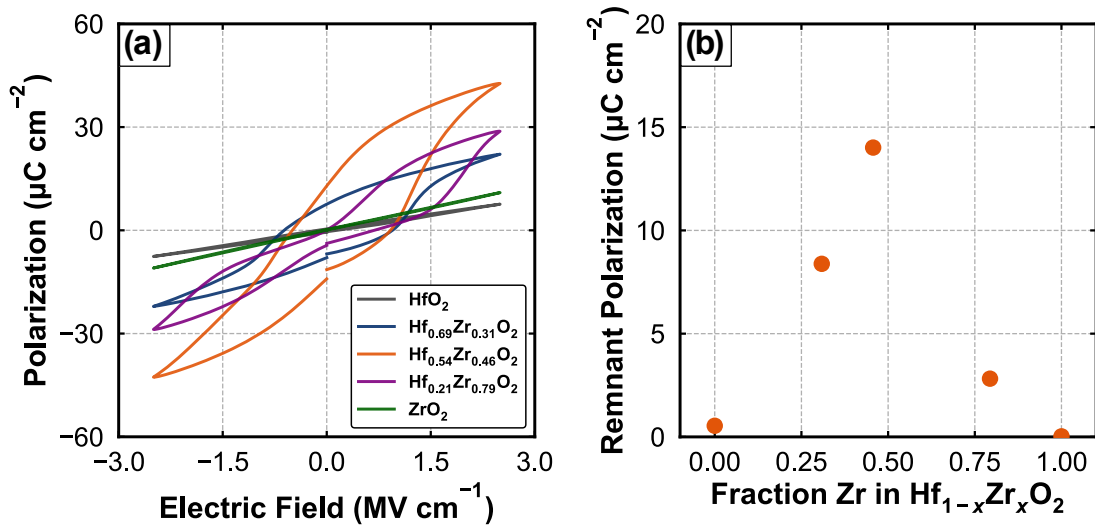 (a)
60
30
0
−30
−60
Polarization (µC cm⁻²)
−3.0 −1.5 0.0 1.5 3.0
Electric Field (MV cm⁻¹)
HfO₂
Hf₀.₆₉Zr₀.₃₁O₂
Hf₀.₅₄Zr₀.₄₆O₂
Hf₀.₂₁Zr₀.₇₉O₂
ZrO₂
(b)
20
15
10
5
0
Remnant Polarization (µC cm⁻²)
0.00 0.25 0.50 0.75 1.00
Fraction Zr in Hf₁₋ₓZrₓO₂